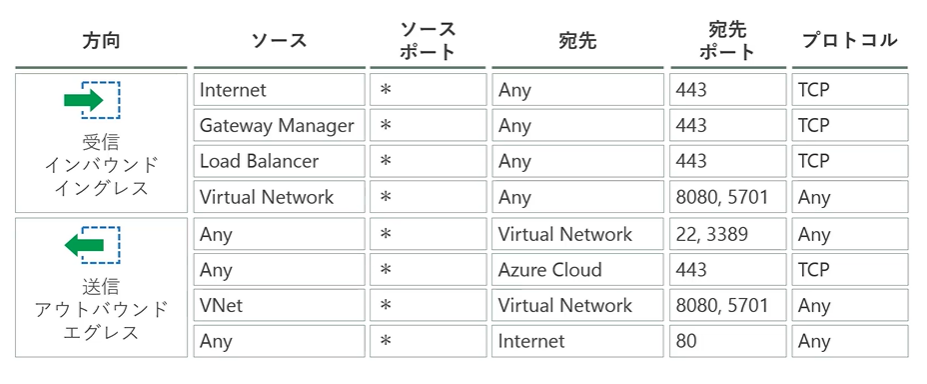 方向 ソース ソース ポート 宛先 宛先 ポート プロトコル
受信
インバウンド
イングレス
Internet * Any 443 TCP
Gateway Manager * Any 443 TCP
Load Balancer * Any 443 TCP
Virtual Network * Any 8080, 5701 Any
送信
アウトバウンド
エグレス
Any * Virtual Network 22, 3389 Any
Any * Azure Cloud 443 TCP
VNet * Virtual Network 8080, 5701 Any
Any * Internet 80 Any